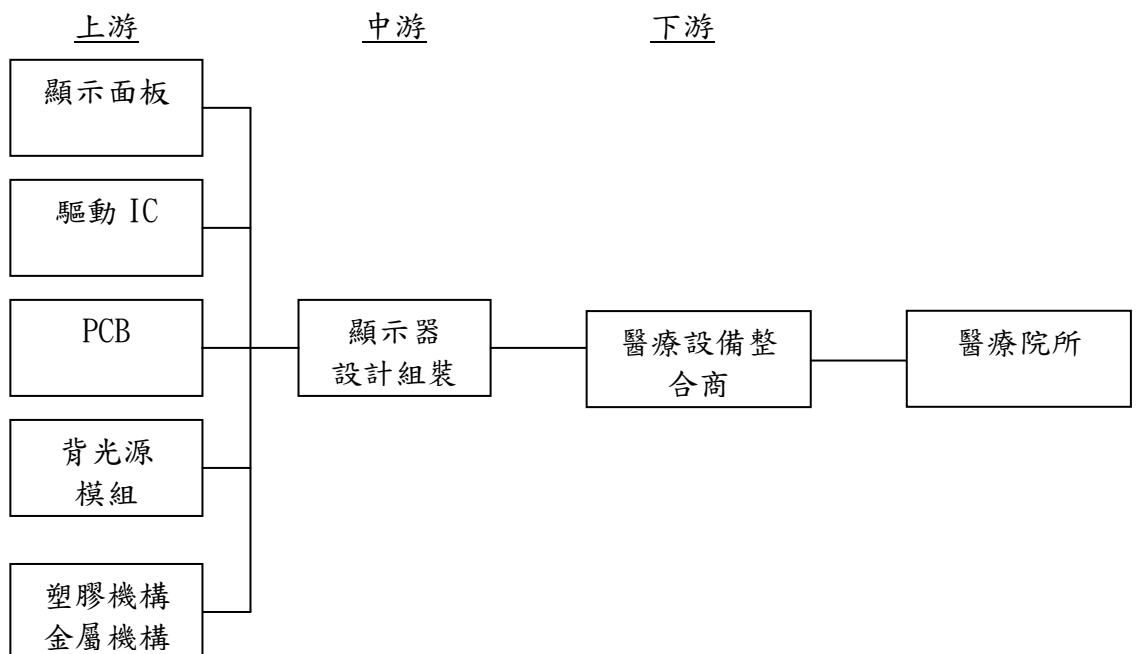 上游 中游 下游
顯示面板
驅動 IC
PCB
背光源
模組
塑膠機構
金屬機構
顯示器
設計組裝
醫療設備整
合商
醫療院所